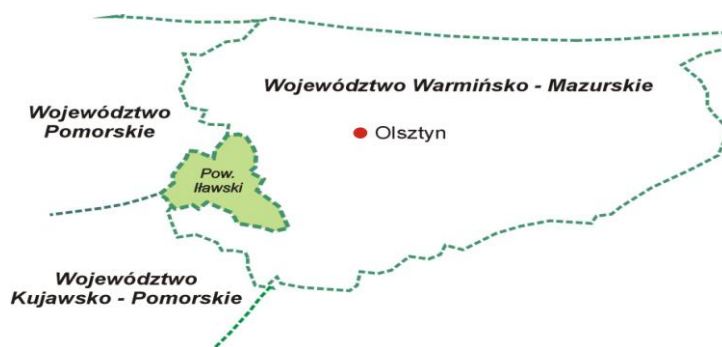 Województwo Warmińsko - Mazurskie
Województwo
Pomorskie
Olsztyn
Pow.
Iławski
Województwo
Kujawsko - Pomorskie